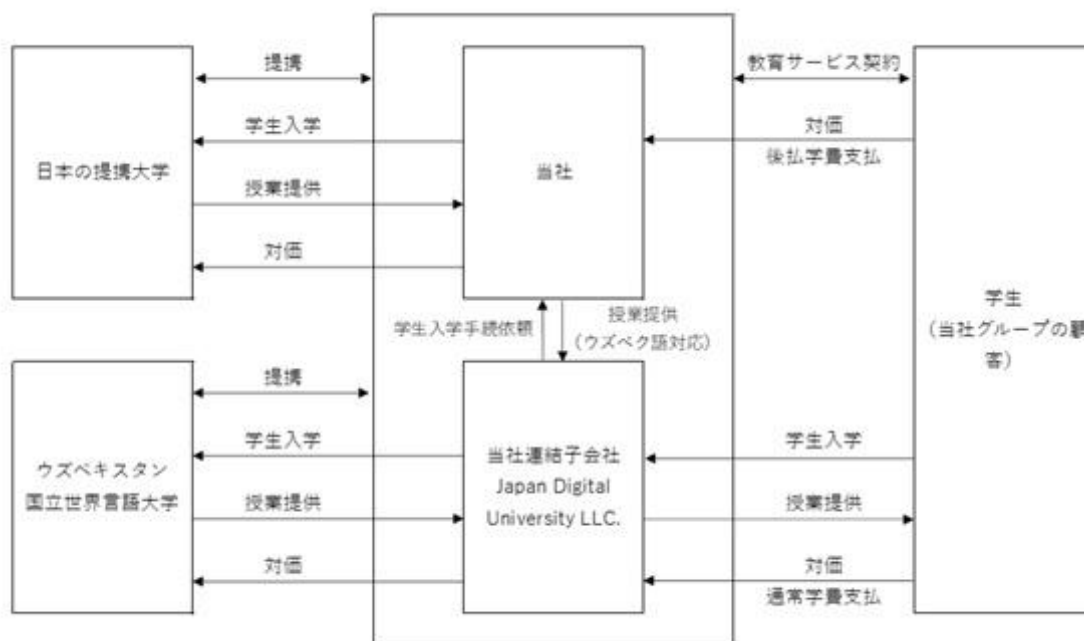 提携
学生入学
授業提供
対価
日本の提携大学
当社
教育サービス契約
対価
後払学費支払
学生入学手続依頼
授業提供
(ウズベク語対応)
学生
(当社グループの顧
客)
提携
学生入学
授業提供
対価
ウズベキスタン
国立世界言語大学
当社連結子会社
Japan Digital
University LLC.
学生入学
授業提供
対価
通常学費支払